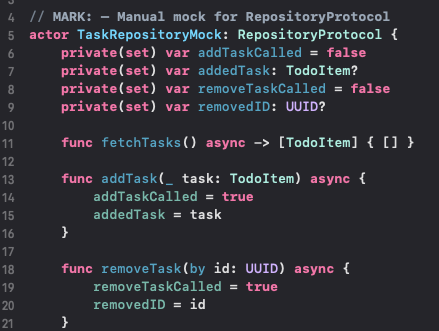 4 // MARK: — Manual mock for RepositoryProtocol
5 actor TaskRepositoryMock: RepositoryProtocol {
6     private(set) var addTaskCalled = false
7     private(set) var addedTask: TodoItem?
8     private(set) var removeTaskCalled = false
9     private(set) var removedID: UUID?
10
11     func fetchTasks() async -> [TodoItem] { [] }
12
13     func addTask(_ task: TodoItem) async {
14         addTaskCalled = true
15         addedTask = task
16     }
17
18     func removeTask(by id: UUID) async {
19         removeTaskCalled = true
20         removedID = id
21     }